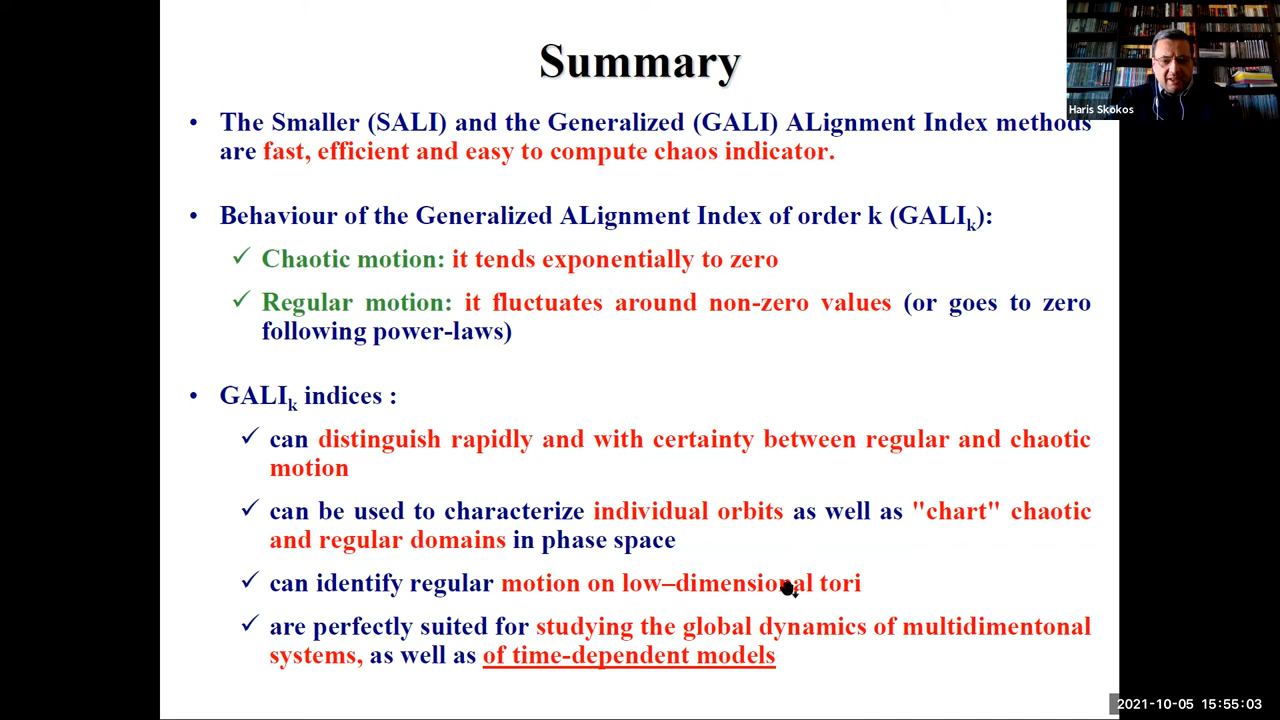 Summary
Haris Skokos
• The Smaller (SALI) and the Generalized (GALI) ALignment Index methods
are fast, efficient and easy to compute chaos indicator.
• Behaviour of the Generalized ALignment Index of order k (GALIk):
✓ Chaotic motion: it tends exponentially to zero
✓ Regular motion: it fluctuates around non-zero values (or goes to zero
following power-laws)
• GALIk indices :
✓ can distinguish rapidly and with certainty between regular and chaotic
motion
✓ can be used to characterize individual orbits as well as "chart" chaotic
and regular domains in phase space
✓ can identify regular motion on low–dimensional tori
✓ are perfectly suited for studying the global dynamics of multidimentonal
systems, as well as of time-dependent models
2021-10-05 15:55:03